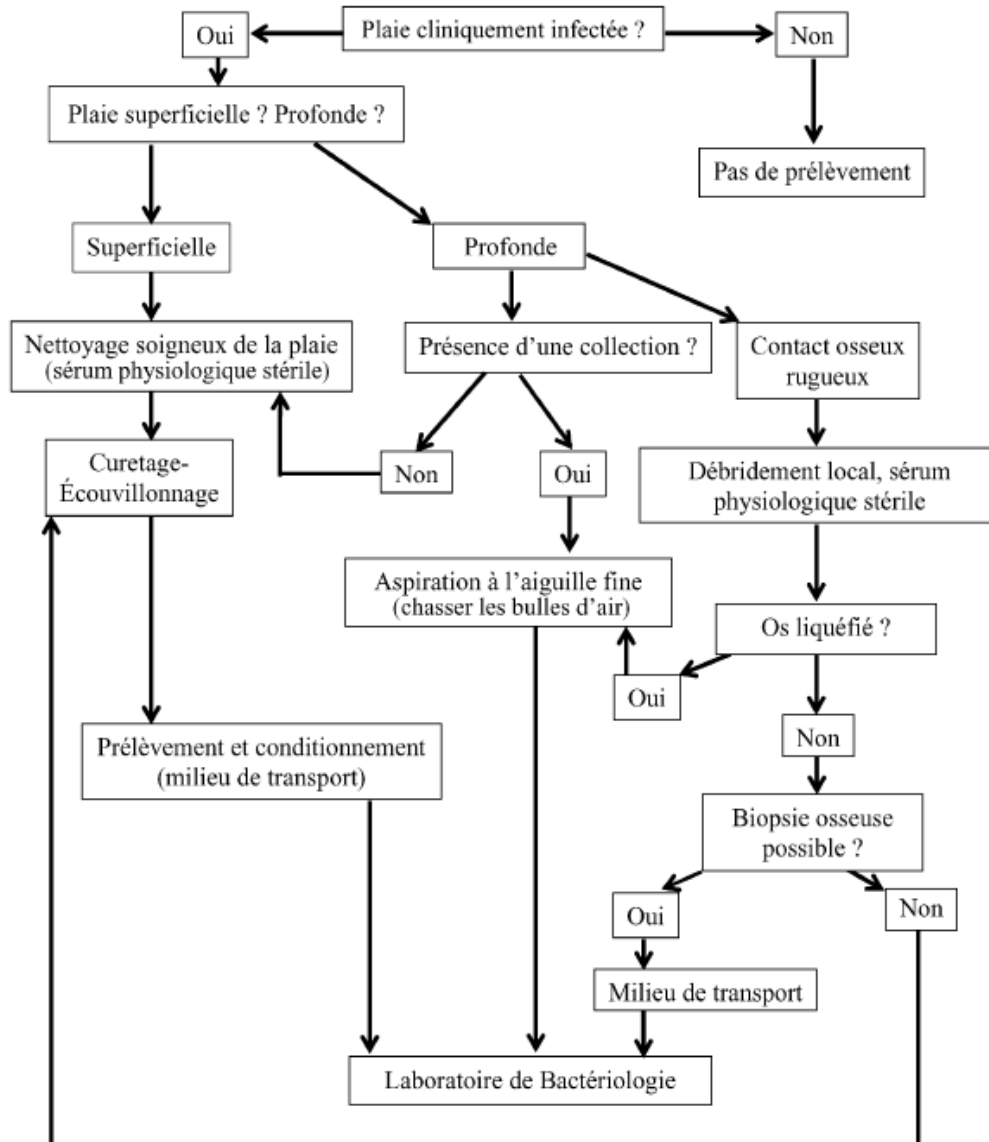 Plaie cliniquement infectée ?
Oui
Non
Plaie superficielle ? Profonde ?
Pas de prélèvement
Superficielle
Profonde
Nettoyage soigneux de la plaie
(sérum physiologique stérile)
Présence d'une collection ?
Contact osseux
rugueux
Curetage-
Écouvillonnage
Non
Oui
Débridement local, sérum
physiologique stérile
Aspiration à l'aiguille fine
(chasser les bulles d'air)
Os liquéfié ?
Oui
Non
Prélèvement et conditionnement
(milieu de transport)
Biopsie osseuse
possible ?
Oui
Non
Milieu de transport
Laboratoire de Bactériologie